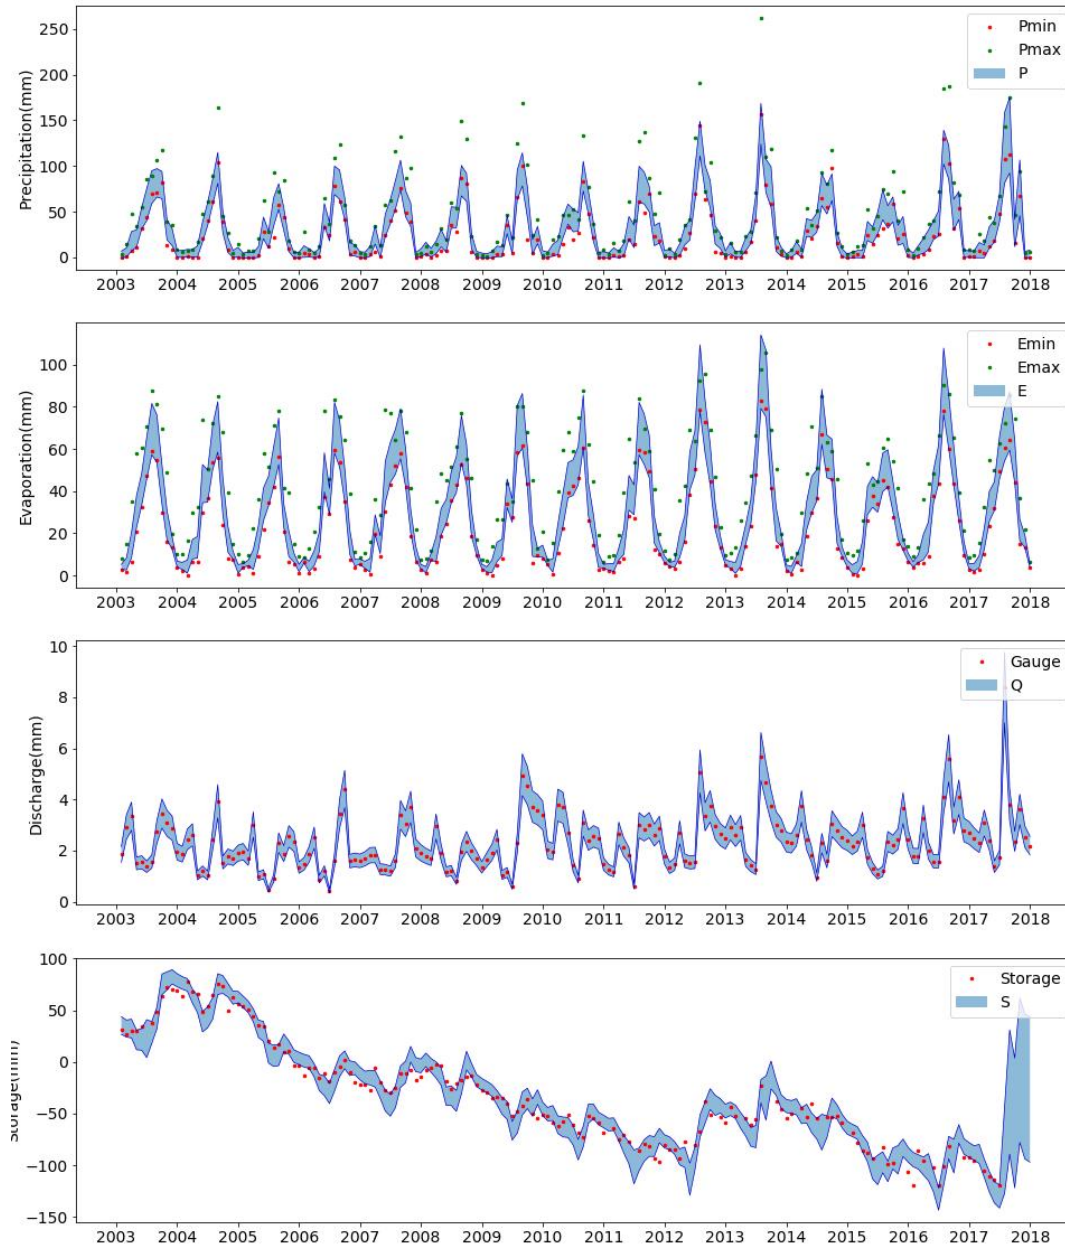 Precipitation(mm)
250
200
150
100
50
0
Pmin
Pmax
P
2003 2004 2005 2006 2007 2008 2009 2010 2011 2012 2013 2014 2015 2016 2017 2018
Evaporation(mm)
100
80
60
40
20
0
Emin
Emax
E
2003 2004 2005 2006 2007 2008 2009 2010 2011 2012 2013 2014 2015 2016 2017 2018
Discharge(mm)
10
8
6
4
2
0
Gauge
Q
2003 2004 2005 2006 2007 2008 2009 2010 2011 2012 2013 2014 2015 2016 2017 2018
Storage(mm)
100
50
0
−50
−100
−150
Storage
S
2003 2004 2005 2006 2007 2008 2009 2010 2011 2012 2013 2014 2015 2016 2017 2018